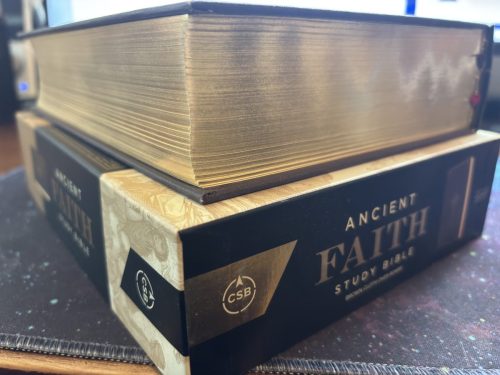 ANCIENT
FAITH
STUDY BIBLE
CSB
ANCIENT
FAITH
STUDY BIBLE